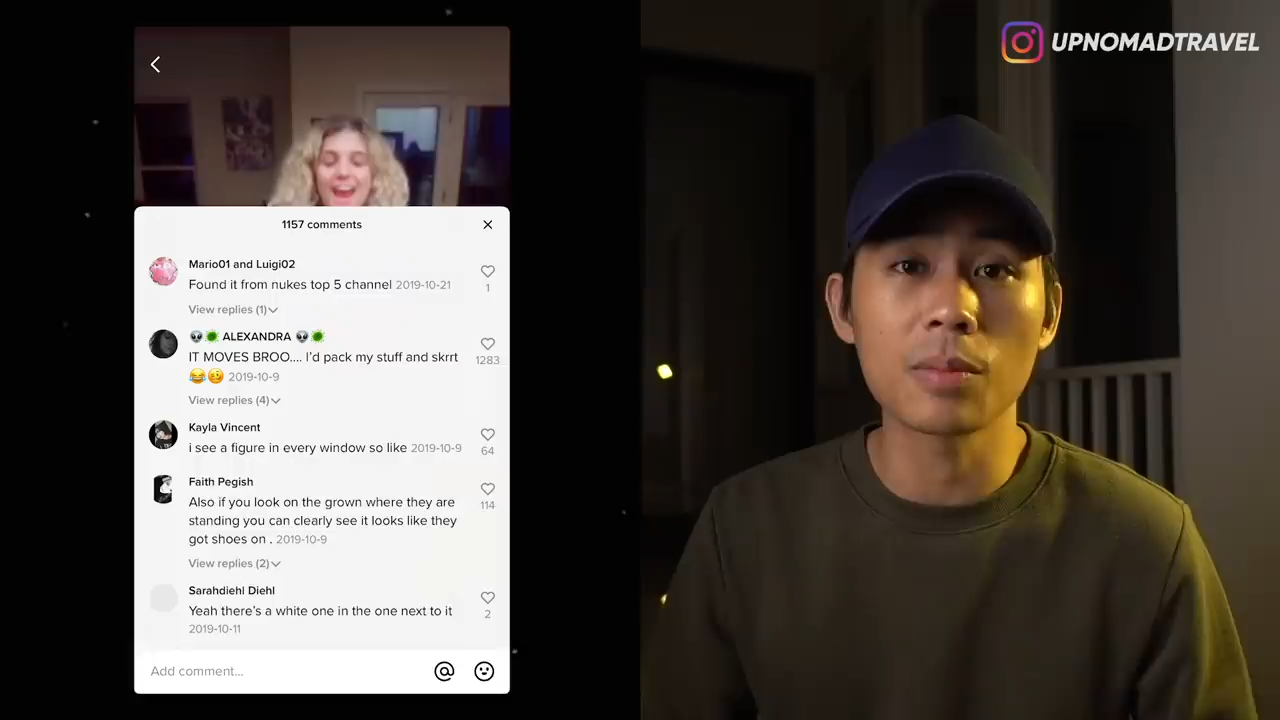 UPNOMADTRAVEL
1157 comments
Mario01 and Luigi02
Found it from nukes top 5 channel 2019-10-21
1
View replies (1)
👽 ALEXANDRA 👽
IT MOVES BROO.... I'd pack my stuff and skrrt
😂🥴 2019-10-9
1283
View replies (4)
Kayla Vincent
i see a figure in every window so like 2019-10-9
64
Faith Pegish
Also if you look on the grown where they are
standing you can clearly see it looks like they
got shoes on . 2019-10-9
114
View replies (2)
Sarahdiehl Diehl
Yeah there's a white one in the one next to it
2019-10-11
2
Add comment...
@